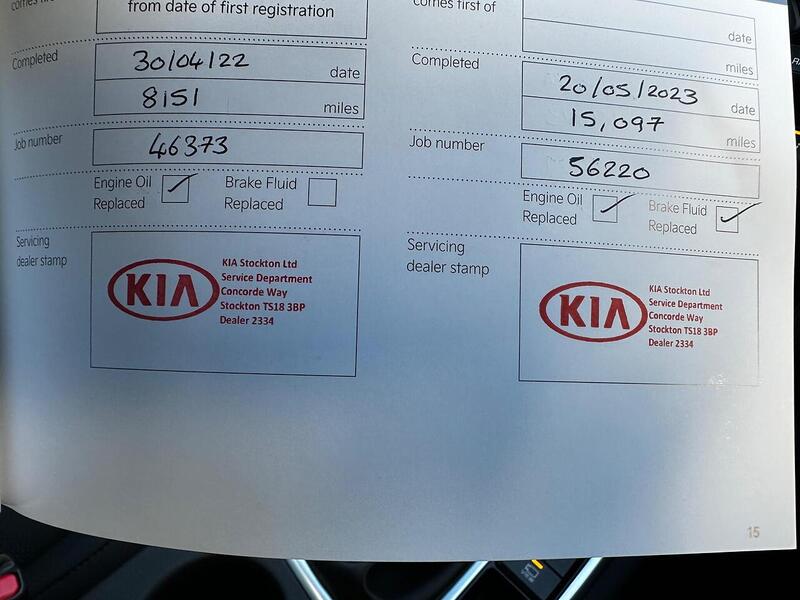 from date of first registration
comes first of
date
miles
Completed
30/04/22
date
8151
miles
Job number
46373
Engine Oil
Replaced
Brake Fluid
Replaced
Servicing
dealer stamp
KIA
KIA Stockton Ltd
Service Department
Concorde Way
Stockton TS18 3BP
Dealer 2334
Completed
20/05/2023
date
15,097
miles
Job number
56220
Engine Oil
Replaced
Brake Fluid
Replaced
Servicing
dealer stamp
KIA
KIA Stockton Ltd
Service Department
Concorde Way
Stockton TS18 3BP
Dealer 2334
15